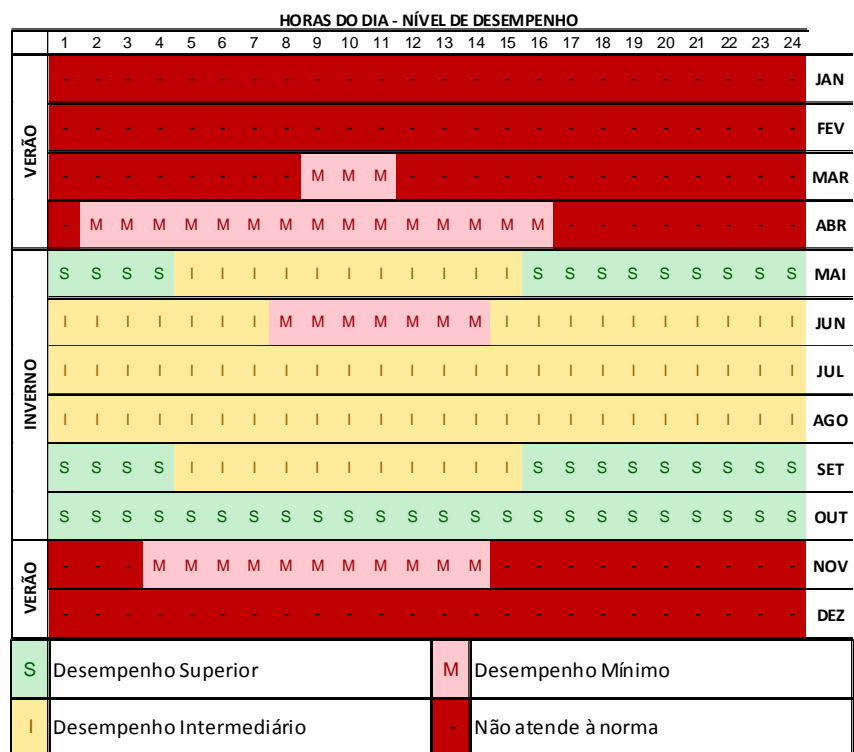 HORAS DO DIA - NÍVEL DE DESEMPENHO
1 2 3 4 5 6 7 8 9 10 11 12 13 14 15 16 17 18 19 20 21 22 23 24
VERÃO
- - - - - - - - - - - - - - - - - - - - - - - - JAN
- - - - - - - - - - - - - - - - - - - - - - - - FEV
- - - - - - - - M M M - - - - - - - - - - - - - MAR
- M M M M M M M M M M M M M M M - - - - - - - - ABR
INVERNO
S S S S I I I I I I I I I I I S S S S S S S S S MAI
I I I I I I I M M M M M M M I I I I I I I I I I JUN
I I I I I I I I I I I I I I I I I I I I I I I I JUL
I I I I I I I I I I I I I I I I I I I I I I I I AGO
S S S S I I I I I I I I I I I S S S S S S S S S SET
S S S S S S S S S S S S S S S S S S S S S S S S OUT
VERÃO
- - - M M M M M M M M M M M - - - - - - - - - - NOV
- - - - - - - - - - - - - - - - - - - - - - - - DEZ
S Desempenho Superior M Desempenho Mínimo
I Desempenho Intermediário - Não atende à norma